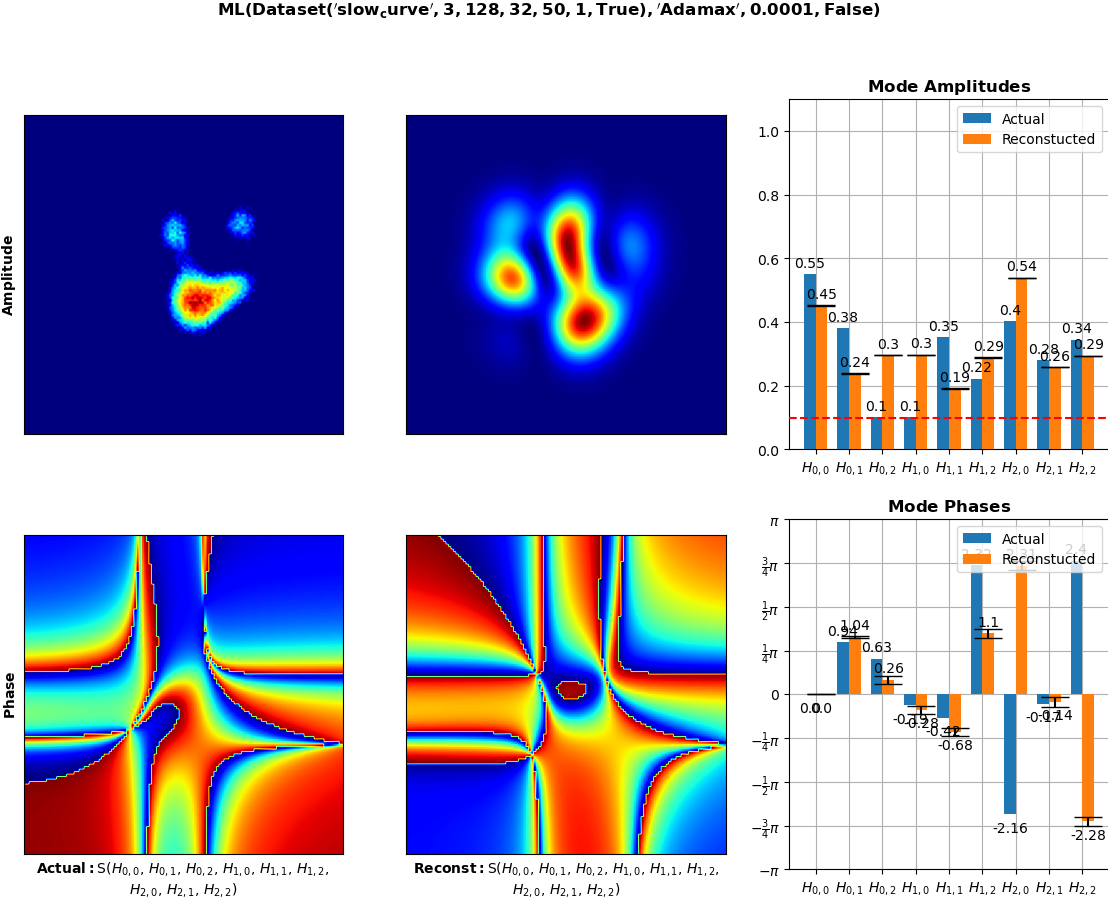 ML(Dataset('slow_curve', 3, 128, 32, 50, 1, True), 'Adamax', 0.0001, False)
Amplitude
Mode Amplitudes
Actual
Reconstucted
1.0
0.8
0.6
0.4
0.2
0.0
0.55 0.38 0.1 0.1 0.35 0.22 0.4 0.28 0.34
0.45 0.24 0.3 0.3 0.19 0.29 0.54 0.26 0.29
H0,0 H0,1 H0,2 H1,0 H1,1 H1,2 H2,0 H2,1 H2,2
Phase
Actual: S(H0,0, H0,1, H0,2, H1,0, H1,1, H1,2,
H2,0, H2,1, H2,2)
Reconst: S(H0,0, H0,1, H0,2, H1,0, H1,1, H1,2,
H2,0, H2,1, H2,2)
Mode Phases
Actual
Reconstucted
π
3/4π
1/2π
1/4π
0
−1/4π
−1/2π
−3/4π
−π
0.94 0.63 -0.42 -2.16 -0.17 2.4
0.0 1.04 0.26 -0.28 -0.68 1.1 2.31 -0.14 -2.28
H0,0 H0,1 H0,2 H1,0 H1,1 H1,2 H2,0 H2,1 H2,2